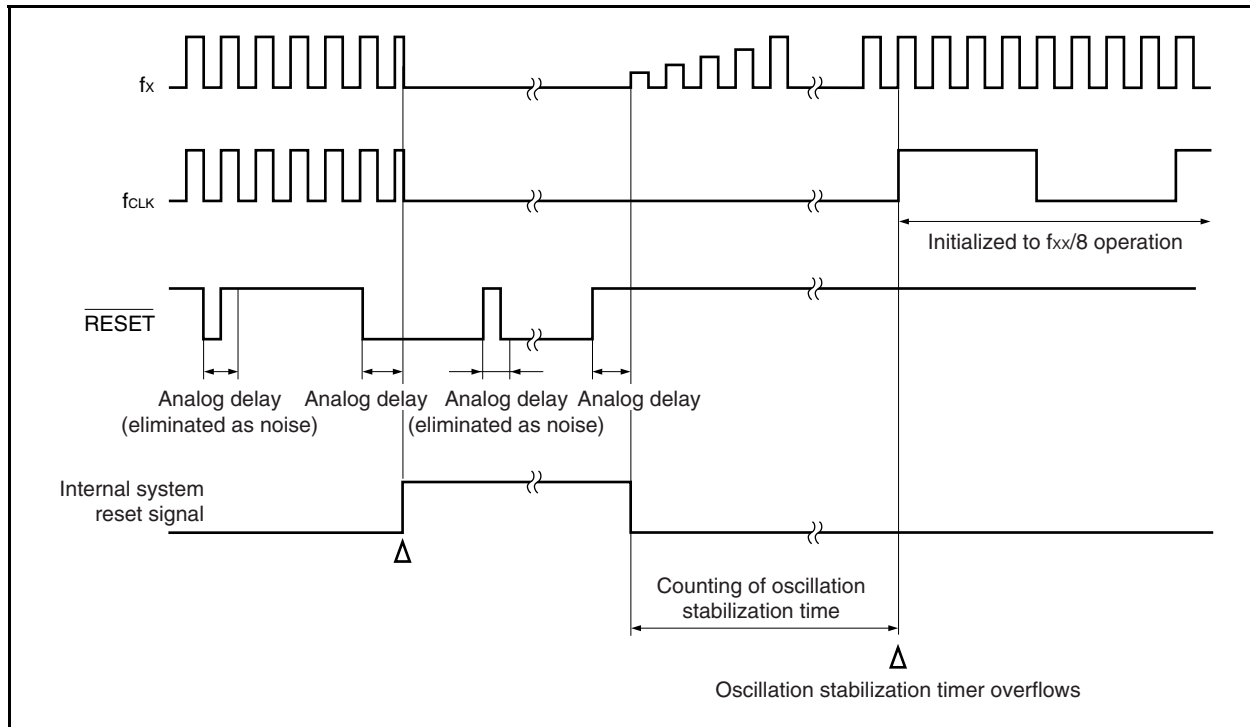 fX
fCLK
Initialized to fXX/8 operation
RESET
Analog delay
(eliminated as noise)
Analog delay
Analog delay
(eliminated as noise)
Analog delay
Internal system
reset signal
Counting of oscillation
stabilization time
Oscillation stabilization timer overflows